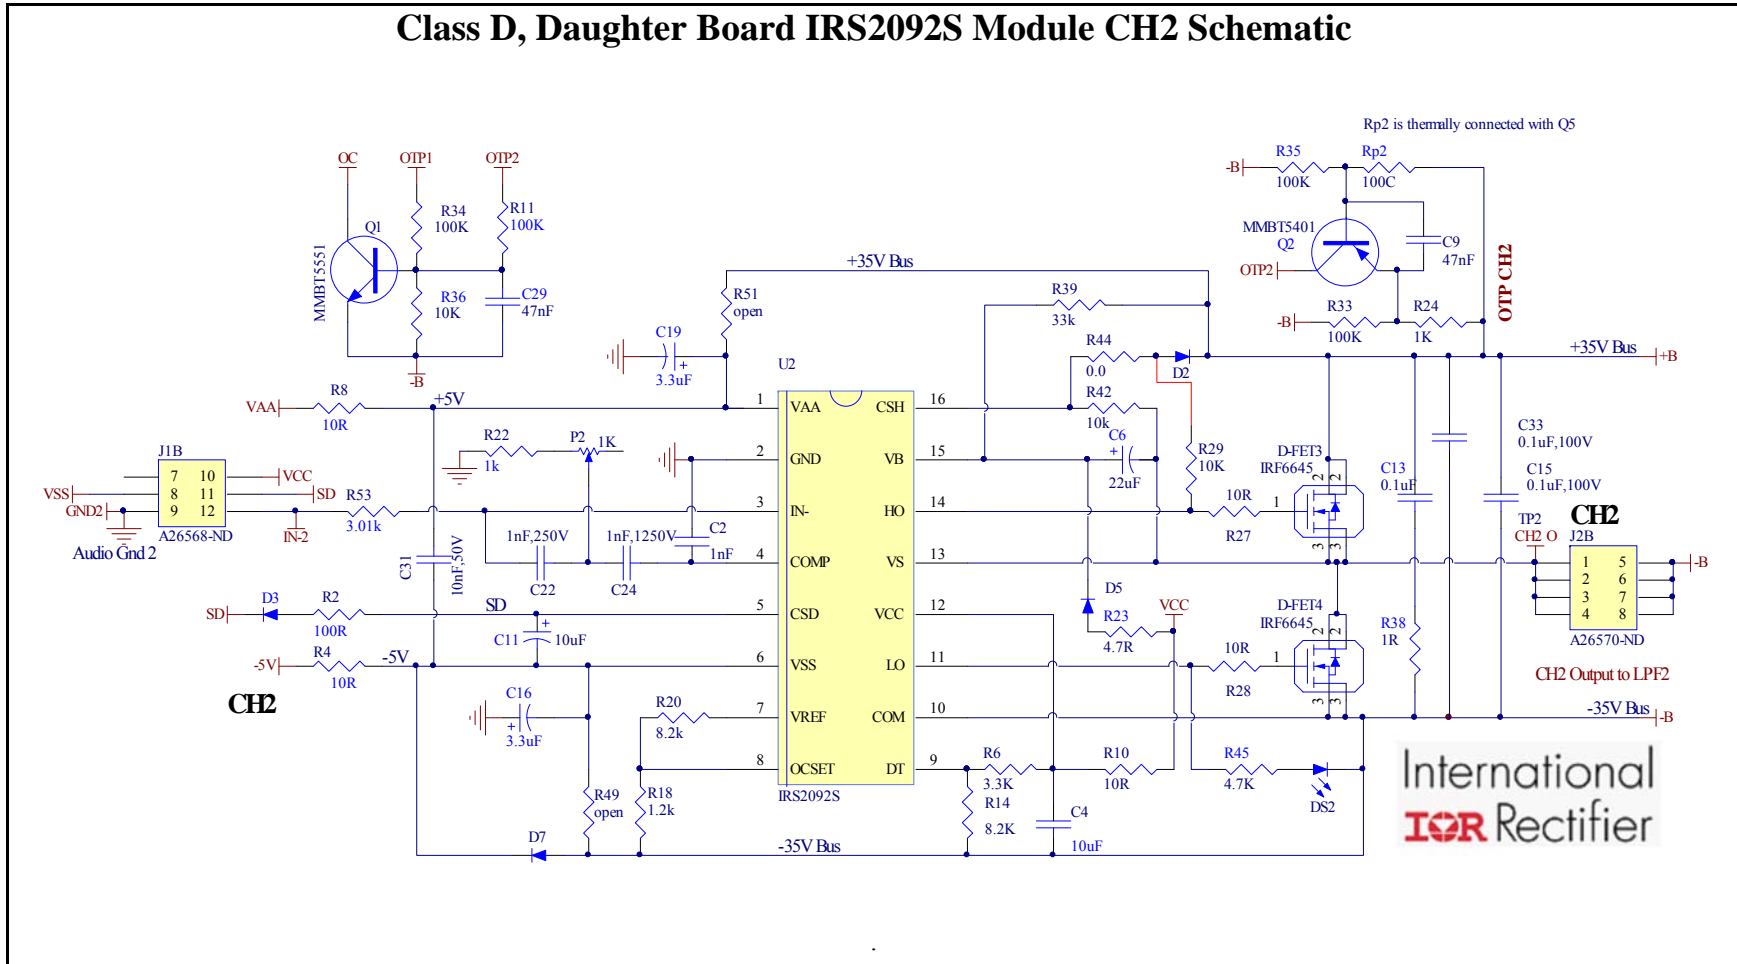 Class D, Daughter Board IRS2092S Module CH2 Schematic
Rp2 is thermally connected with Q5
OC
OTP1
OTP2
R34
100K
R11
100K
Q1
MMBT5551
R36
10K
C29
47nF
-B
R35
100K
Rp2
100C
-B
MMBT5401
Q2
C9
47nF
OTP2
R33
100K
R24
1K
-B
OTP CH2
+35V Bus
R51
open
R39
33k
C19
+
3.3uF
R44
0.0
D2
+35V Bus
+B
U2
VAA
R8
10R
+5V
1
VAA
CSH
16
R42
10k
J1B
7
10
8
11
9
12
A26568-ND
VCC
SD
VSS
GND2
Audio Gnd 2
IN-2
R53
3.01k
R22
1k
P2
1K
2
GND
VB
15
C6
+
22uF
R29
10K
3
IN-
HO
14
10R
R27
D-FET3
IRF6645
1
2
2
3
3
C13
0.1uF
C33
0.1uF,100V
C15
0.1uF,100V
TP2
CH2 O
CH2
J2B
1
5
2
6
3
7
4
8
A26570-ND
-B
C31
10nF,50V
1nF,250V
C22
1nF,1250V
C24
C2
1nF
4
COMP
VS
13
D5
R23
4.7R
VCC
SD
D3
R2
100R
SD
C11
+
10uF
5
CSD
VCC
12
D-FET4
IRF6645
1
2
2
3
3
R38
1R
-5V
R4
10R
-5V
6
VSS
LO
11
10R
R28
CH2 Output to LPF2
CH2
C16
+
3.3uF
R20
8.2k
7
VREF
COM
10
-35V Bus
-B
8
OCSET
DT
9
IRS2092S
R6
3.3K
R10
10R
R45
4.7K
DS2
R49
open
R18
1.2k
R14
8.2K
C4
10uF
D7
-35V Bus
International
IOR Rectifier